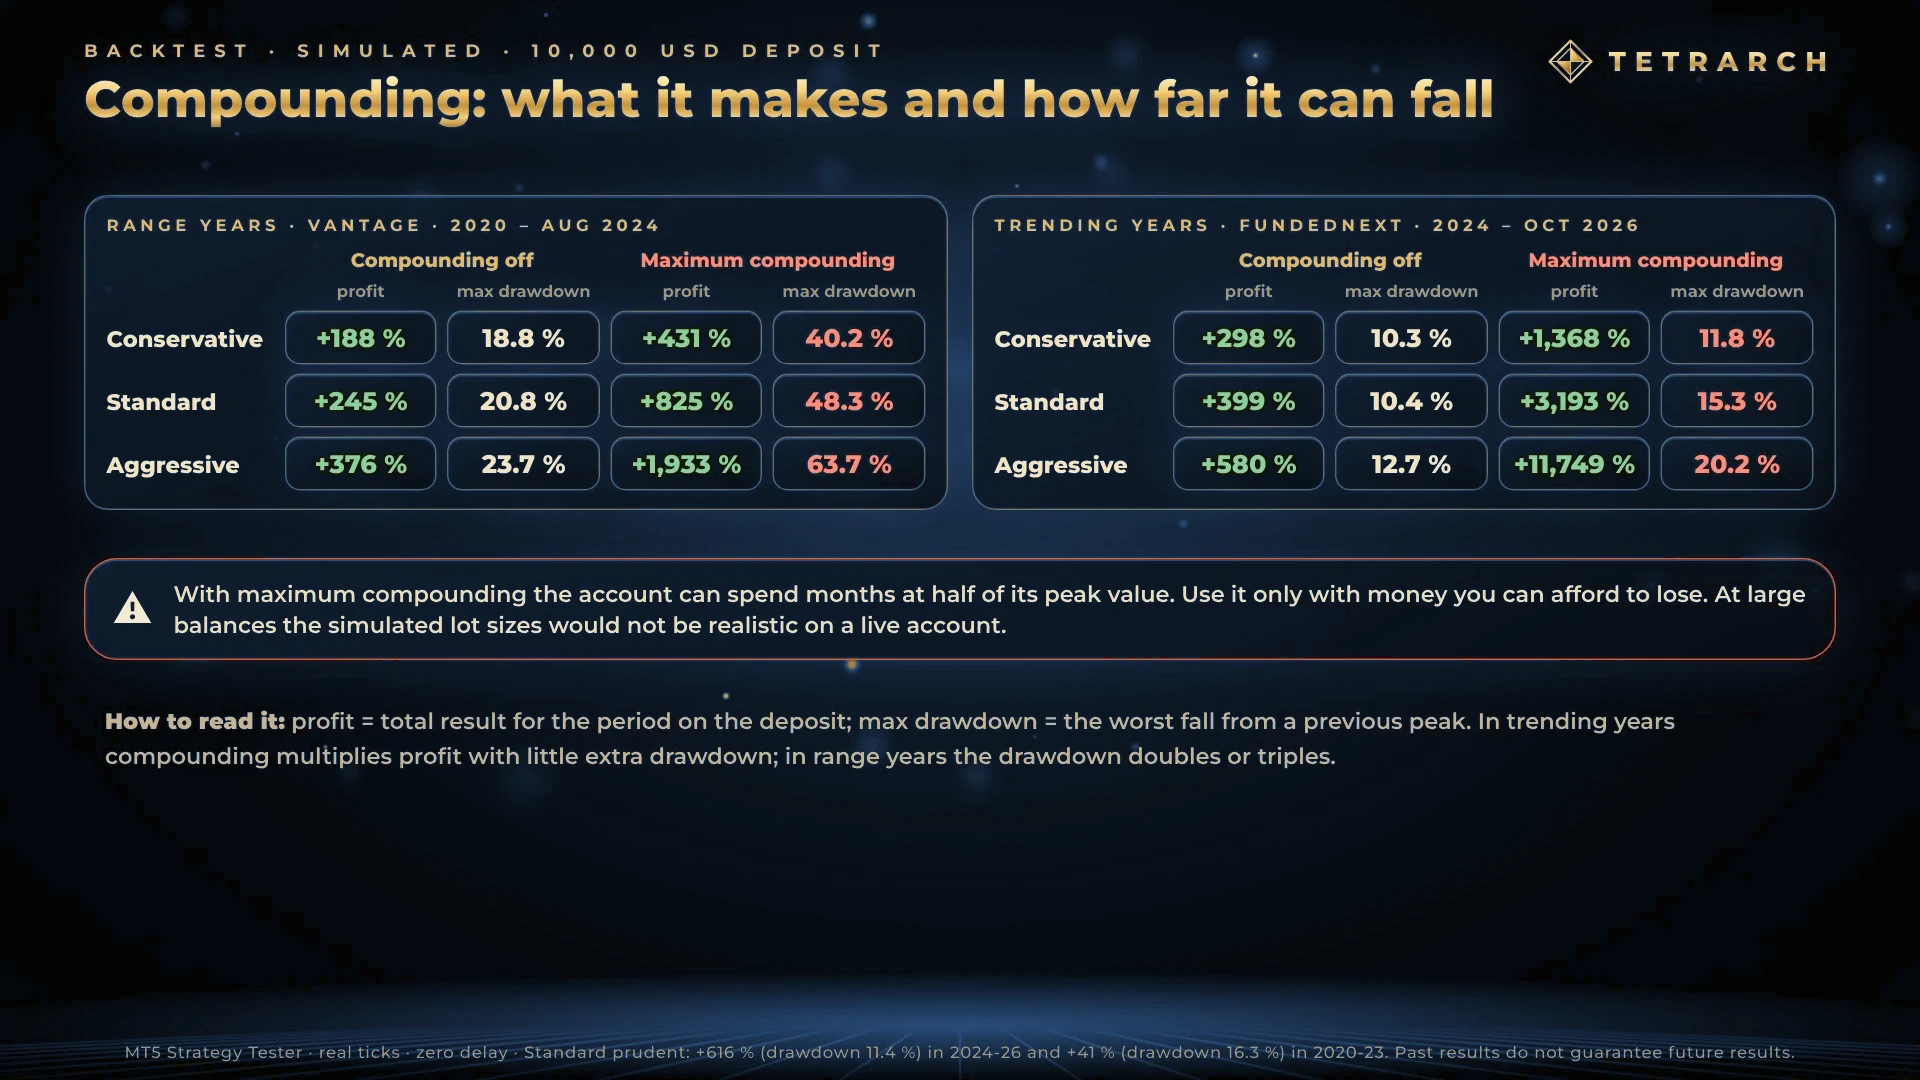 BACKTEST · SIMULATED · 10,000 USD DEPOSIT
TETRARCH
Compounding: what it makes and how far it can fall
RANGE YEARS · VANTAGE · 2020 – AUG 2024
Compounding off Maximum compounding
profit max drawdown profit max drawdown
Conservative +188 % 18.8 % +431 % 40.2 %
Standard +245 % 20.8 % +825 % 48.3 %
Aggressive +376 % 23.7 % +1,933 % 63.7 %
TRENDING YEARS · FUNDEDNEXT · 2024 – OCT 2026
Compounding off Maximum compounding
profit max drawdown profit max drawdown
Conservative +298 % 10.3 % +1,368 % 11.8 %
Standard +399 % 10.4 % +3,193 % 15.3 %
Aggressive +580 % 12.7 % +11,749 % 20.2 %
With maximum compounding the account can spend months at half of its peak value. Use it only with money you can afford to lose. At large
balances the simulated lot sizes would not be realistic on a live account.
How to read it: profit = total result for the period on the deposit; max drawdown = the worst fall from a previous peak. In trending years
compounding multiplies profit with little extra drawdown; in range years the drawdown doubles or triples.
MT5 Strategy Tester · real ticks · zero delay · Standard prudent: +616 % (drawdown 11.4 %) in 2024-26 and +41 % (drawdown 16.3 %) in 2020-23. Past results do not guarantee future results.